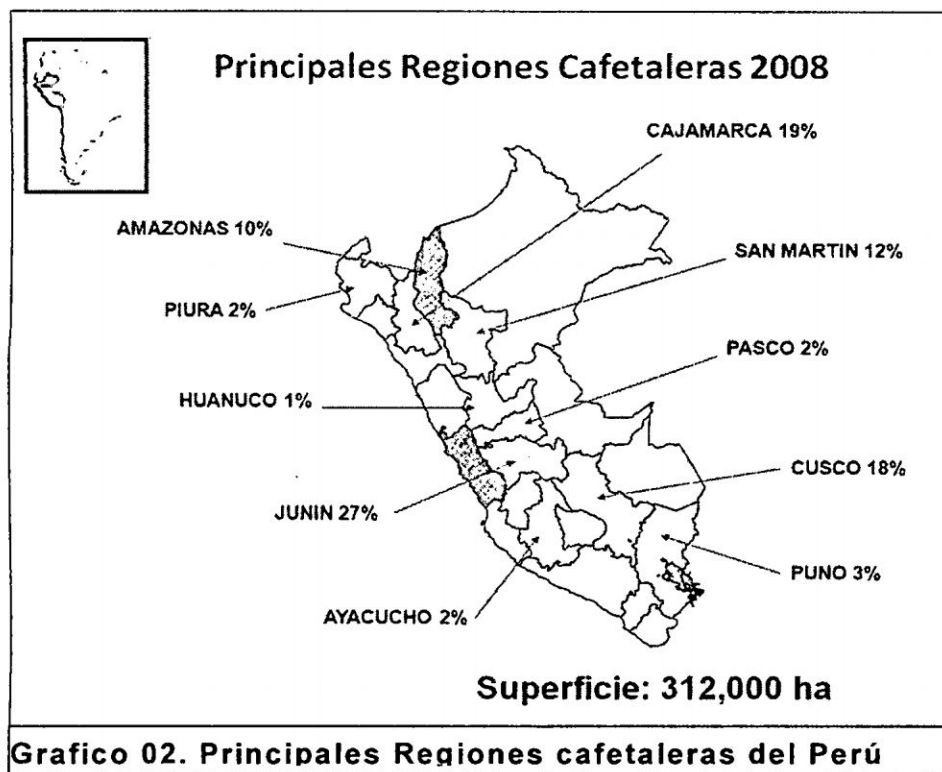 Principales Regiones Cafetaleras 2008
CAJAMARCA 19%
AMAZONAS 10%
SAN MARTIN 12%
PIURA 2%
PASCO 2%
HUANUCO 1%
CUSCO 18%
JUNIN 27%
PUNO 3%
AYACUCHO 2%
Superficie: 312,000 ha
Grafico 02. Principales Regiones cafetaleras del Perú